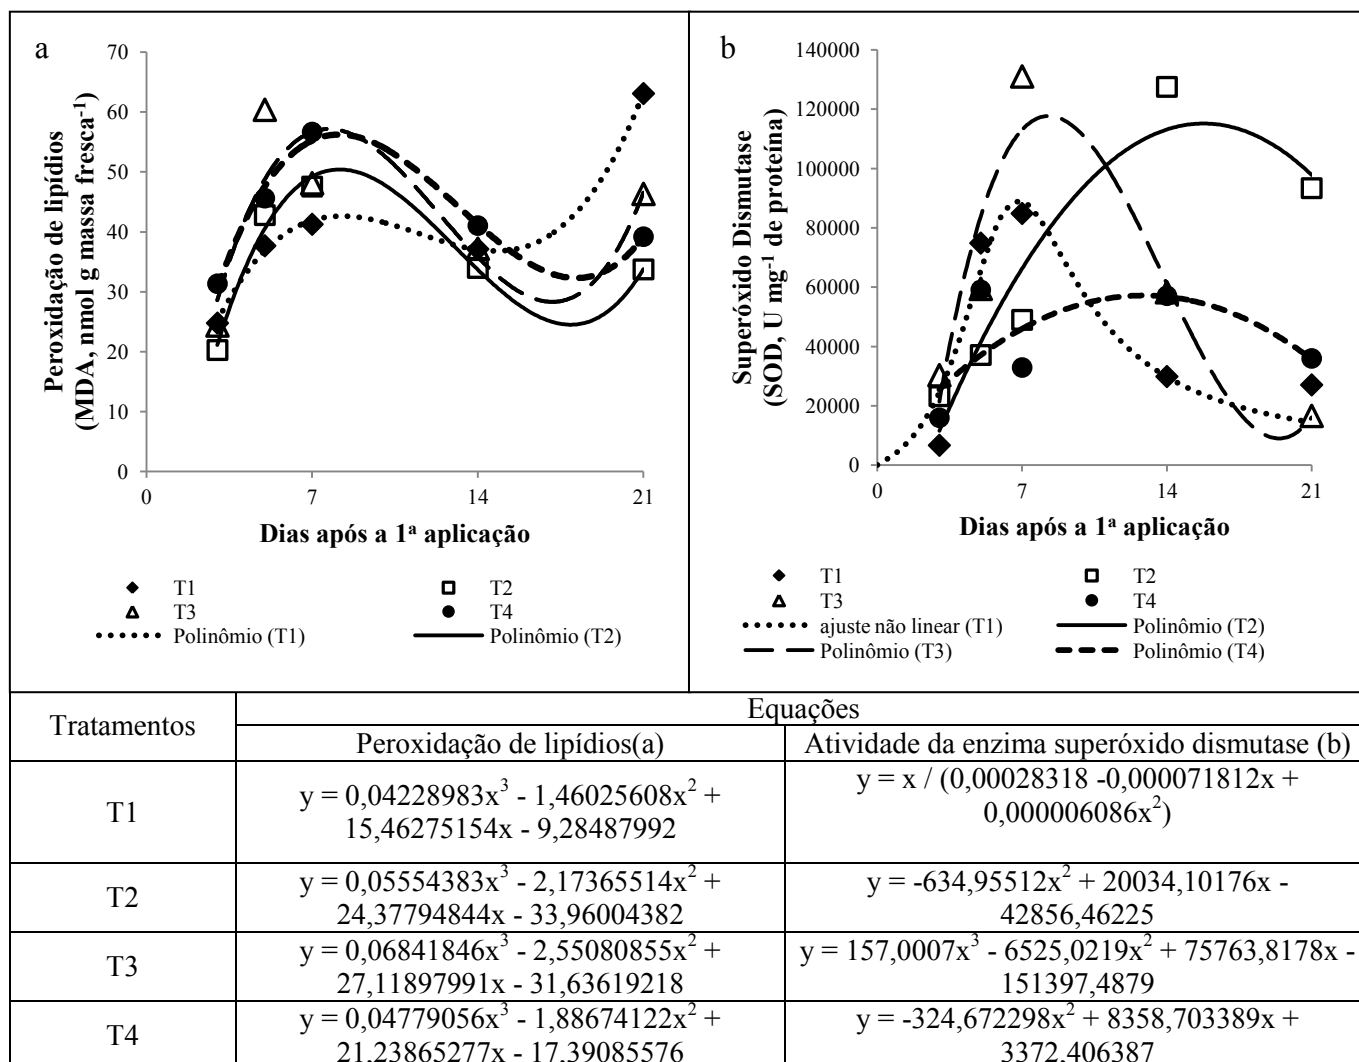 a
Peroxidação de lipídios
(MDA, nmol g massa fresca⁻¹)
70
60
50
40
30
20
10
0
0 7 14 21
Dias após a 1ª aplicação
T1 T2
T3 T4
Polinômio (T1) Polinômio (T2)
b
Superóxido Dismutase
(SOD, U mg⁻¹ de proteína)
140000
120000
100000
80000
60000
40000
20000
0
0 7 14 21
Dias após a 1ª aplicação
T1 T2
T3 T4
ajuste não linear (T1) Polinômio (T2)
Polinômio (T3) Polinômio (T4)
Tratamentos
Equações
Peroxidação de lipídios(a) Atividade da enzima superóxido dismutase (b)
T1
y = 0,04228983x³ - 1,46025608x² +
15,46275154x - 9,28487992
y = x / (0,00028318 -0,000071812x +
0,000006086x²)
T2
y = 0,05554383x³ - 2,17365514x² +
24,37794844x - 33,96004382
y = -634,95512x² + 20034,10176x -
42856,46225
T3
y = 0,06841846x³ - 2,55080855x² +
27,11897991x - 31,63619218
y = 157,0007x³ - 6525,0219x² + 75763,8178x -
151397,4879
T4
y = 0,04779056x³ - 1,88674122x² +
21,23865277x - 17,39085576
y = -324,672298x² + 8358,703389x +
3372,406387